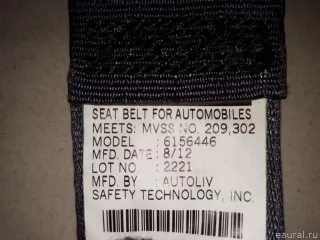 SEAT BELT FOR AUTOMOBILES
MEETS: MVSS NO. 209,302
MODEL : 6156446
MFD. DATE : 8/12
LOT NO. : 2221
MFD. BY : AUTOLIV
SAFETY TECHNOLOGY, INC.
eaural.ru